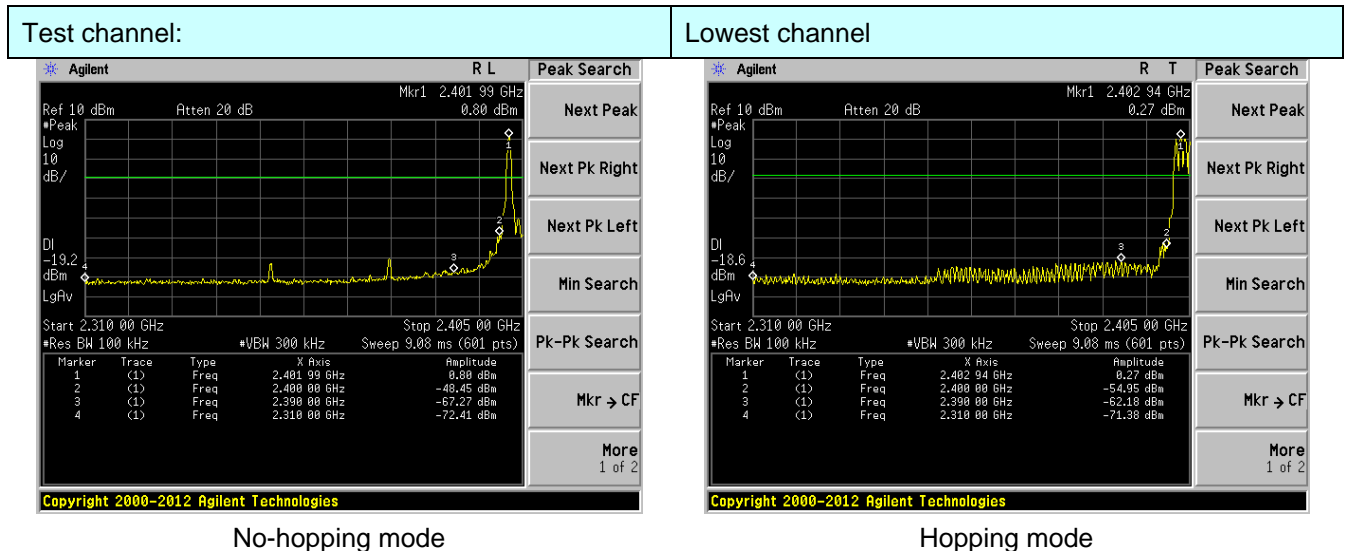 Test channel: Lowest channel
Agilent R L Peak Search
Mkr1 2.401 99 GHz
Ref 10 dBm Atten 20 dB 0.80 dBm
#Peak
Log
10
dB/
1
2
3
4
DI
-19.2
dBm
LgAv
Start 2.310 00 GHz Stop 2.405 00 GHz
#Res BW 100 kHz #VBW 300 kHz Sweep 9.08 ms (601 pts)
Marker Trace Type X Axis Amplitude
1 (1) Freq 2.401 99 GHz 0.80 dBm
2 (1) Freq 2.400 00 GHz -48.45 dBm
3 (1) Freq 2.390 00 GHz -67.27 dBm
4 (1) Freq 2.310 00 GHz -72.41 dBm
Next Peak
Next Pk Right
Next Pk Left
Min Search
Pk-Pk Search
Mkr → CF
More
1 of 2
Copyright 2000-2012 Agilent Technologies
No-hopping mode
Agilent R T Peak Search
Mkr1 2.402 94 GHz
Ref 10 dBm Atten 20 dB 0.27 dBm
#Peak
Log
10
dB/
1
2
3
4
DI
-18.6
dBm
LgAv
Start 2.310 00 GHz Stop 2.405 00 GHz
#Res BW 100 kHz #VBW 300 kHz Sweep 9.08 ms (601 pts)
Marker Trace Type X Axis Amplitude
1 (1) Freq 2.402 94 GHz 0.27 dBm
2 (1) Freq 2.400 00 GHz -54.95 dBm
3 (1) Freq 2.390 00 GHz -62.18 dBm
4 (1) Freq 2.310 00 GHz -71.38 dBm
Next Peak
Next Pk Right
Next Pk Left
Min Search
Pk-Pk Search
Mkr → CF
More
1 of 2
Copyright 2000-2012 Agilent Technologies
Hopping mode